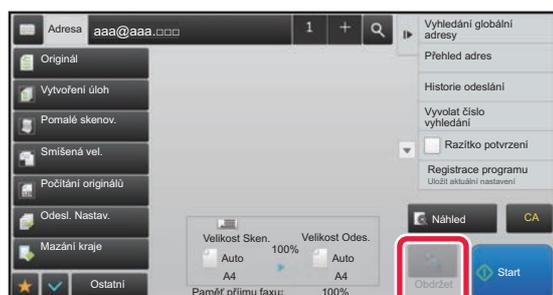 Adresa aaa@aaa.□□□ 1 +
Originál
Vytvoření úloh
Pomalé skenov.
Smíšená vel.
Počítání originálů
Odesl. Nastav.
Mazání kraje
Ostatní
Velikost Sken. 100% Velikost Odes.
Auto Auto
A4 A4
Paměť příjmu faxu: 100%
Vyhledání globální
adresy
Přehled adres
Historie odeslání
Vyvolat číslo
vyhledání
Razítko potvrzení
Registrace programu
Uložit aktuální nastavení
Náhled CA
Obdržet Start